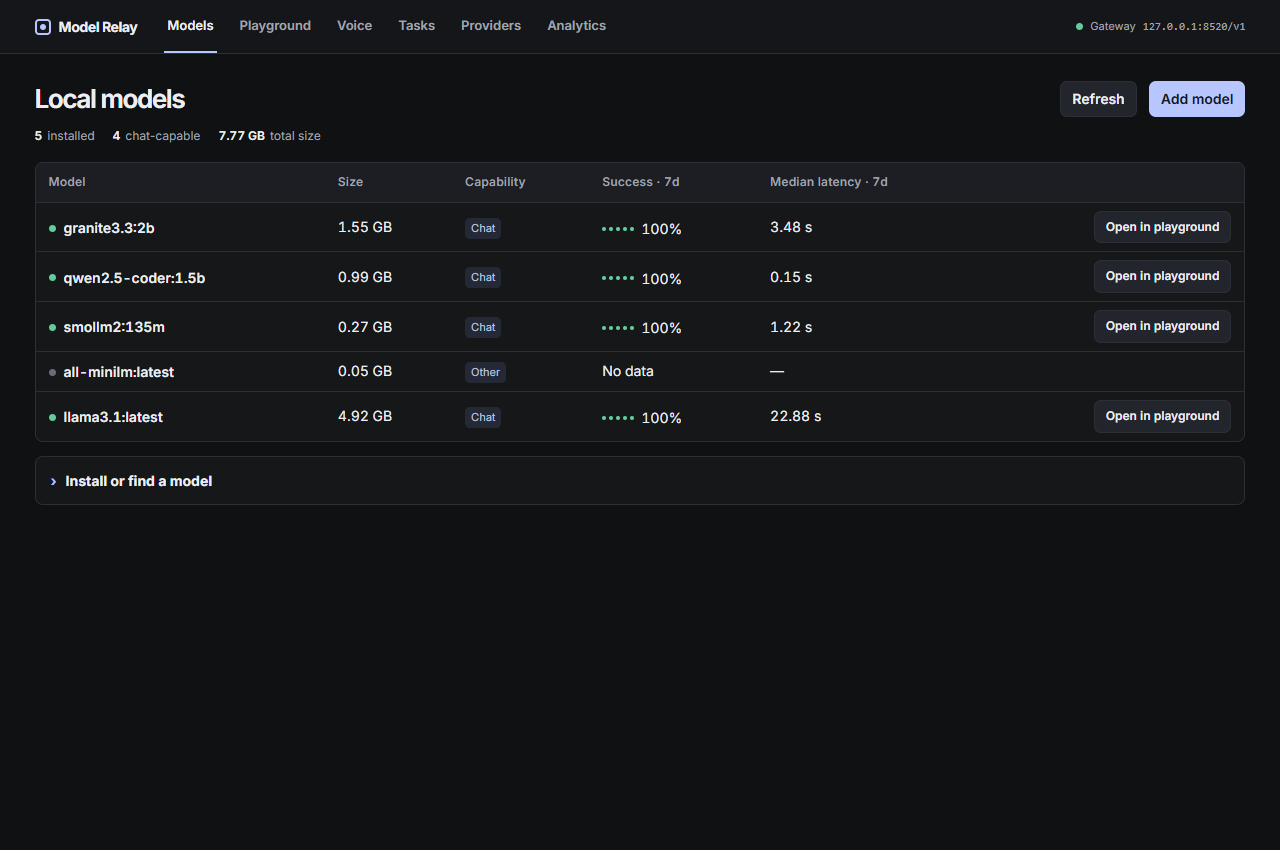 Model Relay Models Playground Voice Tasks Providers Analytics Gateway 127.0.0.1:8520/v1
Local models Refresh Add model
5 installed 4 chat-capable 7.77 GB total size
Model Size Capability Success · 7d Median latency · 7d
granite3.3:2b 1.55 GB Chat 100% 3.48 s Open in playground
qwen2.5-coder:1.5b 0.99 GB Chat 100% 0.15 s Open in playground
smollm2:135m 0.27 GB Chat 100% 1.22 s Open in playground
all-minilm:latest 0.05 GB Other No data —
llama3.1:latest 4.92 GB Chat 100% 22.88 s Open in playground
› Install or find a model